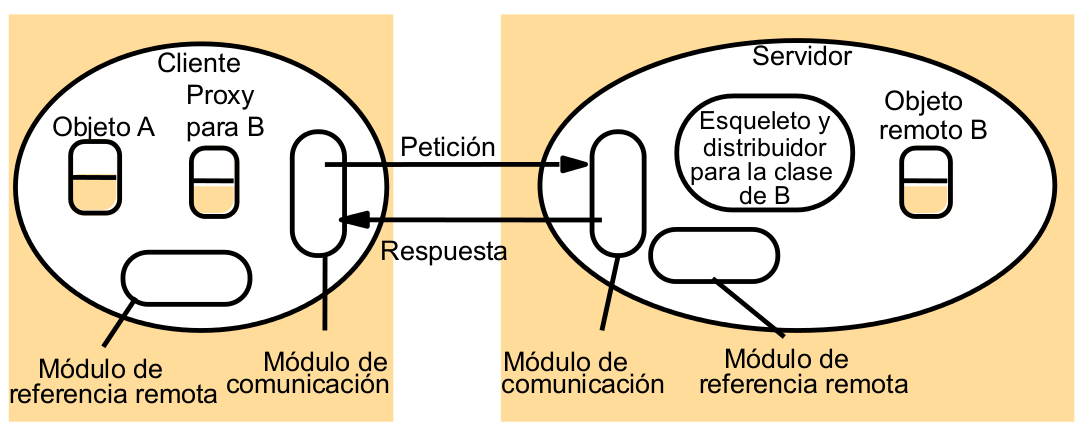 Cliente
Proxy
para B
Objeto A
Módulo de
referencia remota
Módulo de
comunicación
Petición
Respuesta
Servidor
Esqueleto y
distribuidor
para la clase
de B
Objeto
remoto B
Módulo de
comunicación
Módulo de
referencia remota